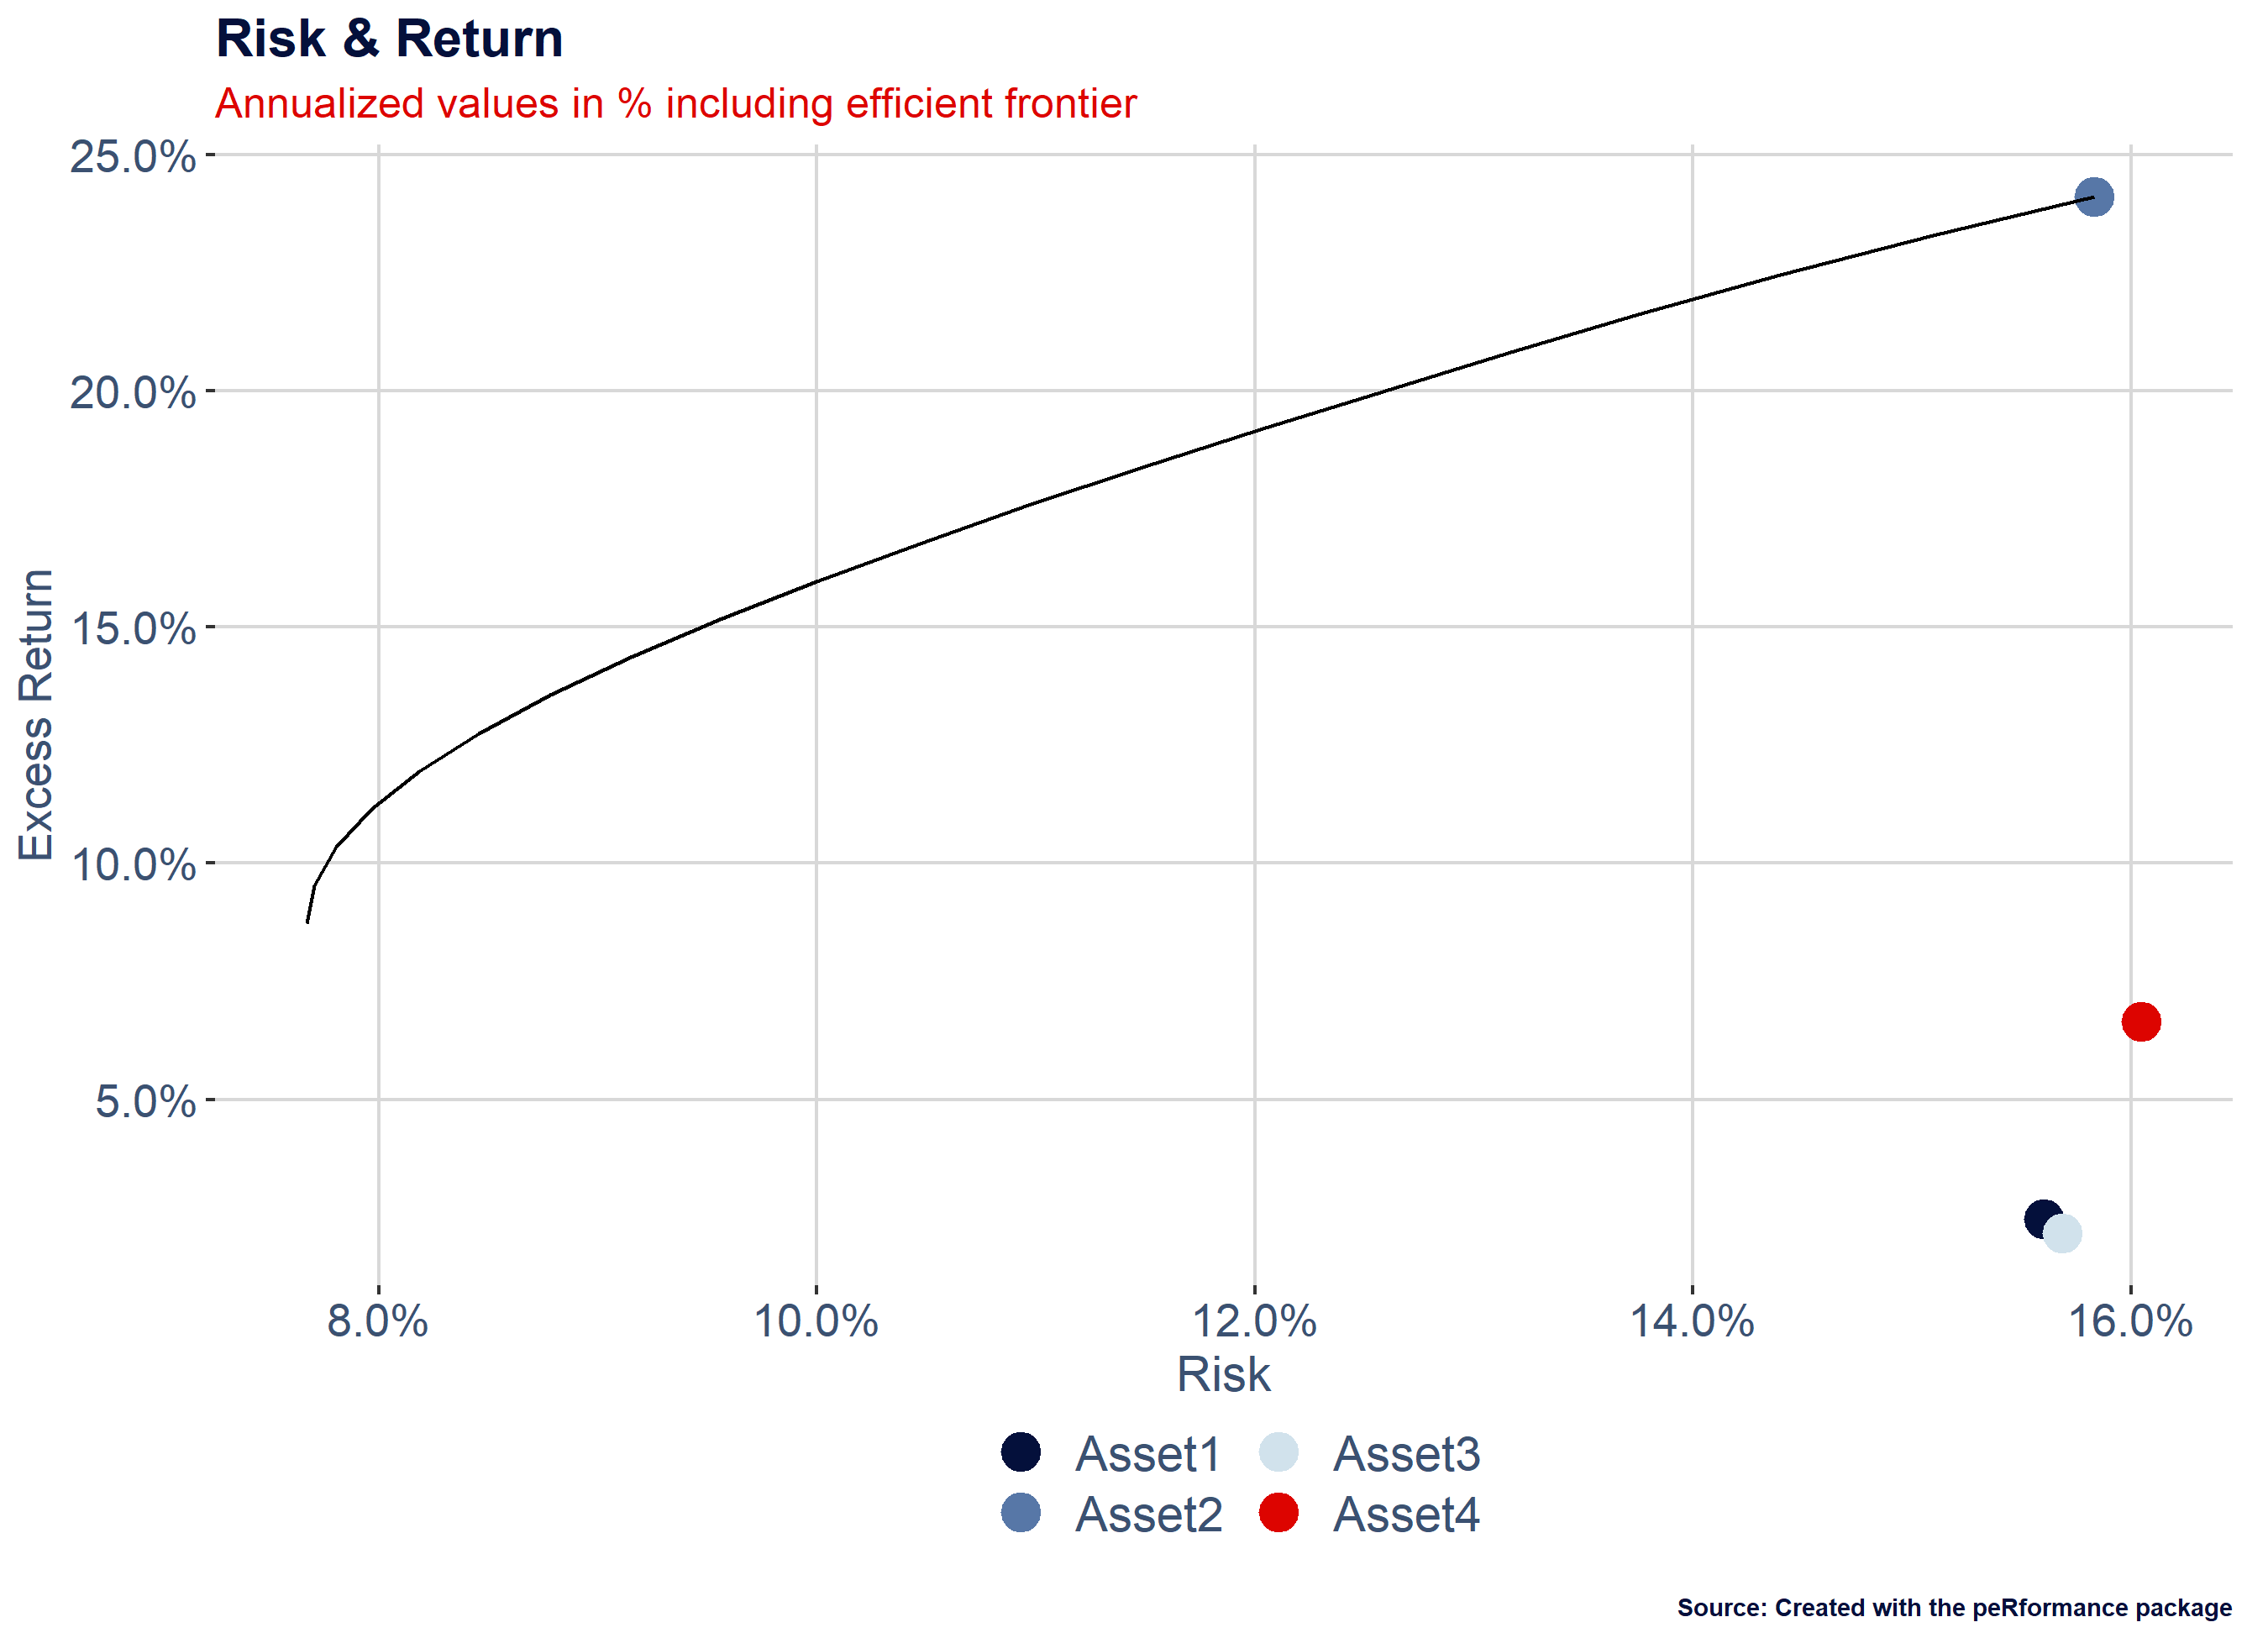 Risk & Return
Annualized values in % including efficient frontier
25.0%
20.0%
15.0%
10.0%
5.0%
Excess Return
8.0% 10.0% 12.0% 14.0% 16.0%
Risk
Asset1 Asset3
Asset2 Asset4
Source: Created with the peRformance package